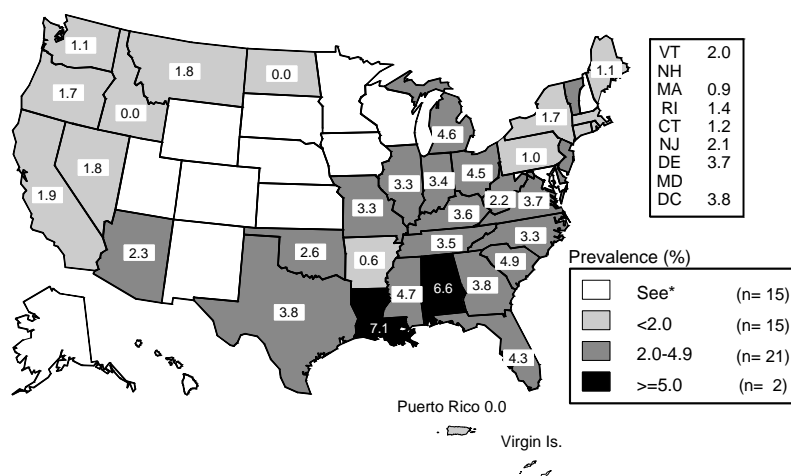 1.1
1.8
0.0
1.7
0.0
1.8
1.9
2.3
4.6
3.3
3.4
4.5
3.3
2.2
3.7
3.6
3.5
3.3
2.6
0.6
4.9
3.8
4.7
6.6
3.8
7.1
4.3
1.1
1.7
1.0
VT 2.0
NH
MA 0.9
RI 1.4
CT 1.2
NJ 2.1
DE 3.7
MD
DC 3.8
Prevalence (%)
See* (n= 15)
<2.0 (n= 15)
2.0-4.9 (n= 21)
>=5.0 (n= 2)
Puerto Rico 0.0
Virgin Is.